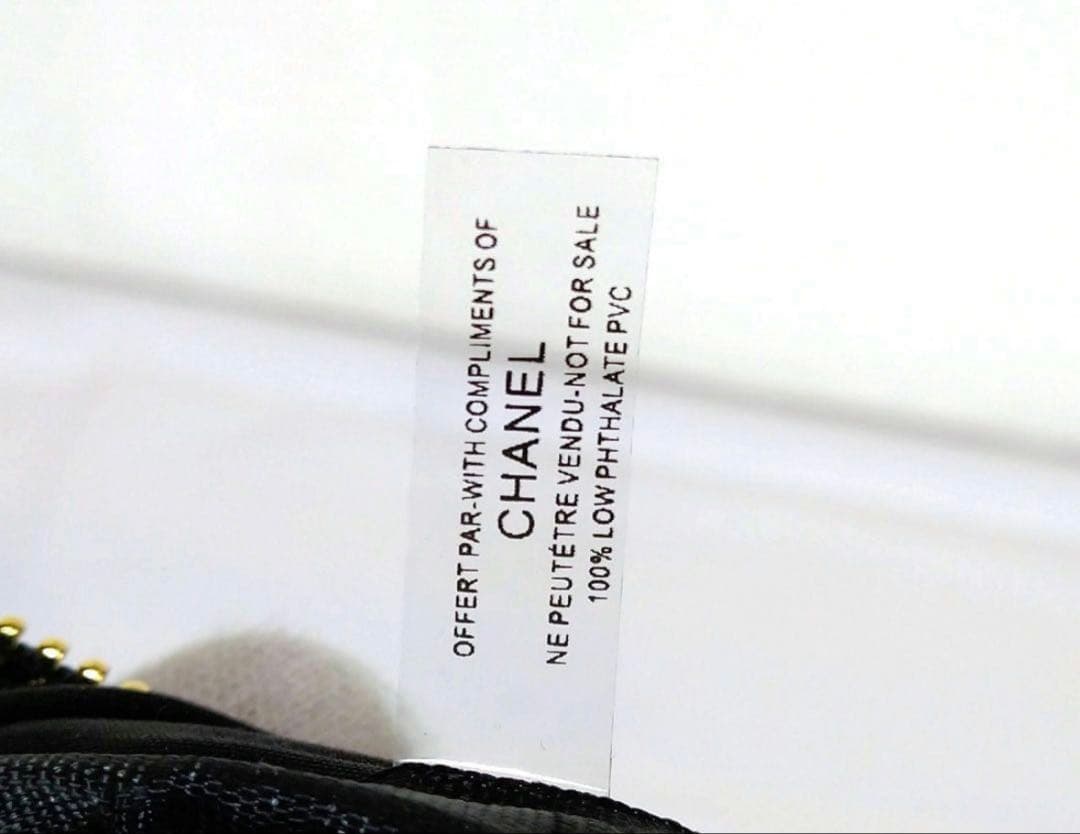 OFFERT PAR-WITH COMPLIMENTS OF
CHANEL
NE PEUTÉTRE VENDU-NOT FOR SALE
100% LOW PHTHALATE PVC